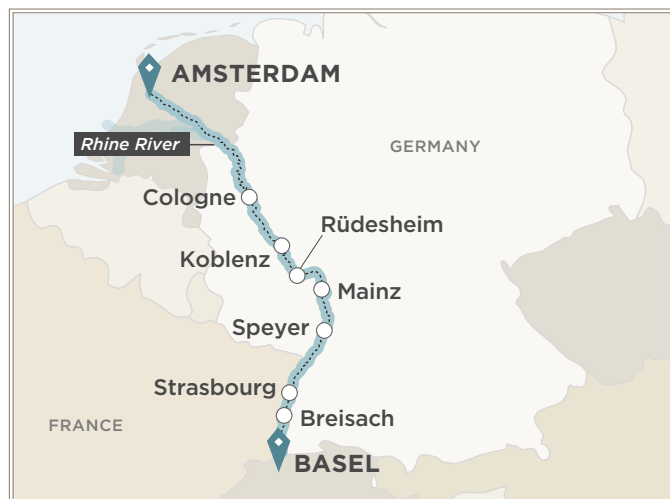 AMSTERDAM
Rhine River
GERMANY
Cologne
Rüdesheim
Koblenz
Mainz
Speyer
Strasbourg
Breisach
FRANCE
BASEL